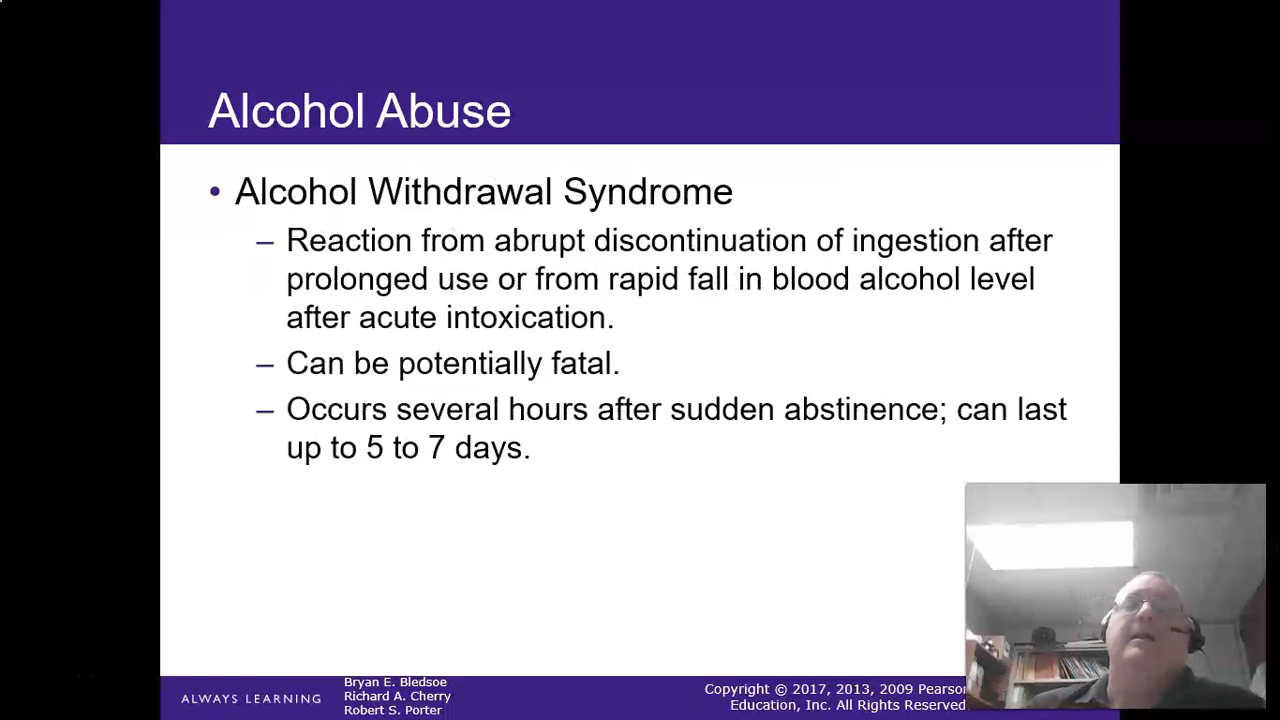 Alcohol Abuse
• Alcohol Withdrawal Syndrome
– Reaction from abrupt discontinuation of ingestion after
prolonged use or from rapid fall in blood alcohol level
after acute intoxication.
– Can be potentially fatal.
– Occurs several hours after sudden abstinence; can last
up to 5 to 7 days.
ALWAYS LEARNING
Bryan E. Bledsoe
Richard A. Cherry
Robert S. Porter
Copyright © 2017, 2013, 2009 Pearson
Education, Inc. All Rights Reserved.